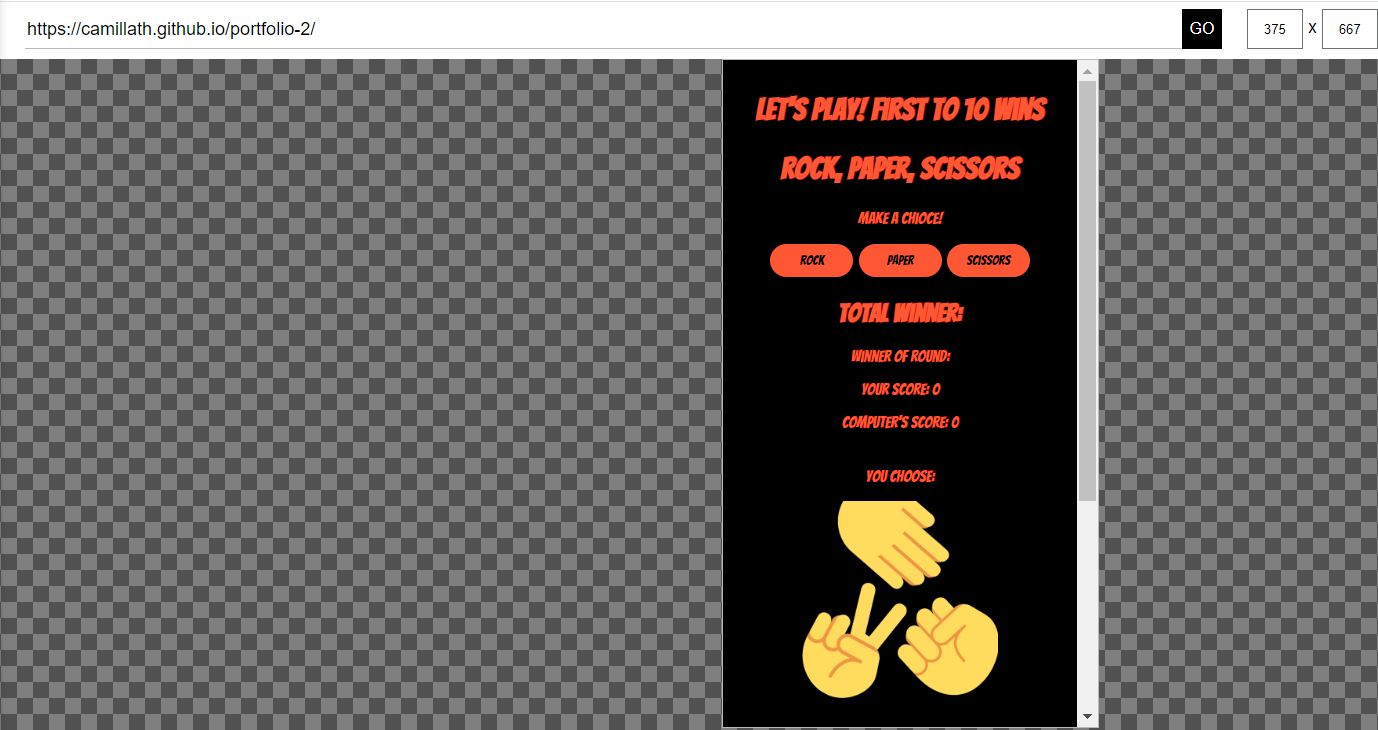 https://camillath.github.io/portfolio-2/
GO
375 X 667
LET'S PLAY! FIRST TO 10 WINS
ROCK, PAPER, SCISSORS
MAKE A CHIOCE!
ROCK PAPER SCISSORS
TOTAL WINNER:
WINNER OF ROUND:
YOUR SCORE: 0
COMPUTER'S SCORE: 0
YOU CHOOSE: